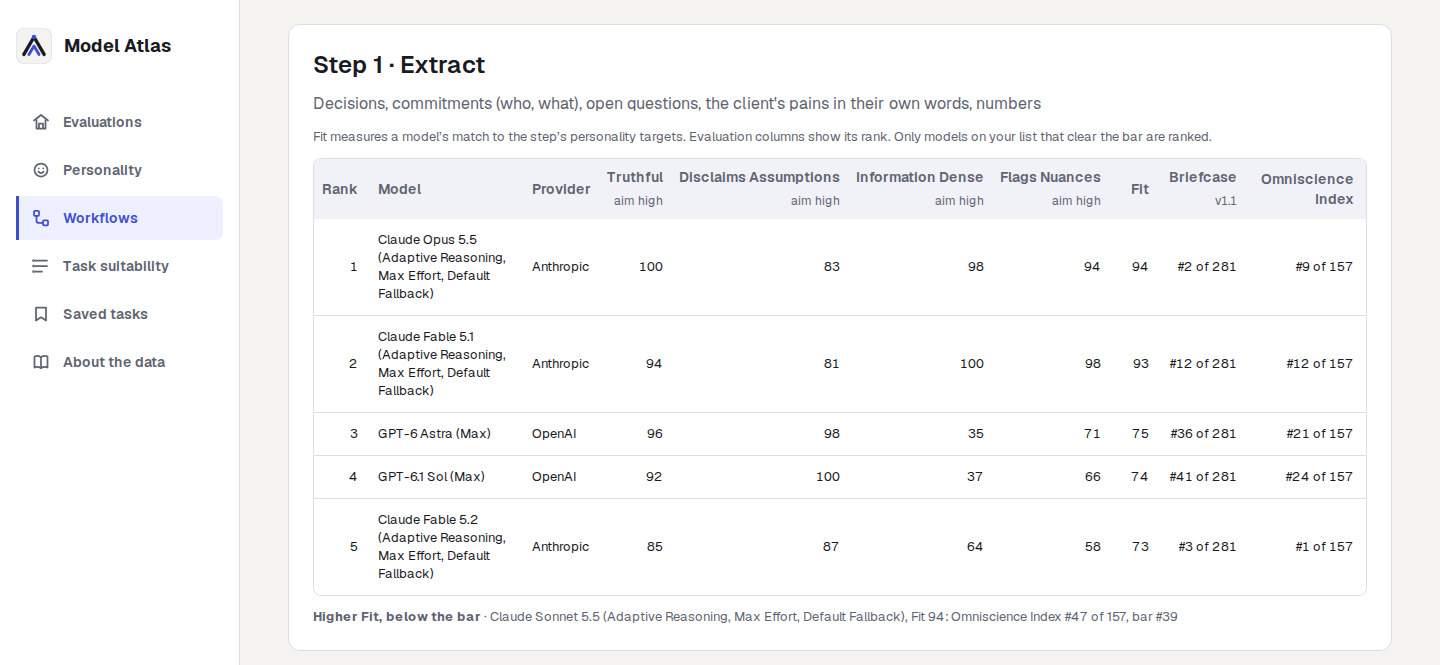 Model Atlas
Evaluations
Personality
Workflows
Task suitability
Saved tasks
About the data
Step 1 · Extract
Decisions, commitments (who, what), open questions, the client's pains in their own words, numbers
Fit measures a model's match to the step's personality targets. Evaluation columns show its rank. Only models on your list that clear the bar are ranked.
Rank Model Provider Truthful aim high Disclaims Assumptions aim high Information Dense aim high Flags Nuances aim high Fit Briefcase v1.1 Omniscience Index
1 Claude Opus 5.5 (Adaptive Reasoning, Max Effort, Default Fallback) Anthropic 100 83 98 94 94 #2 of 281 #9 of 157
2 Claude Fable 5.1 (Adaptive Reasoning, Max Effort, Default Fallback) Anthropic 94 81 100 98 93 #12 of 281 #12 of 157
3 GPT-6 Astra (Max) OpenAI 96 98 35 71 75 #36 of 281 #21 of 157
4 GPT-6.1 Sol (Max) OpenAI 92 100 37 66 74 #41 of 281 #24 of 157
5 Claude Fable 5.2 (Adaptive Reasoning, Max Effort, Default Fallback) Anthropic 85 87 64 58 73 #3 of 281 #1 of 157
Higher Fit, below the bar · Claude Sonnet 5.5 (Adaptive Reasoning, Max Effort, Default Fallback), Fit 94: Omniscience Index #47 of 157, bar #39